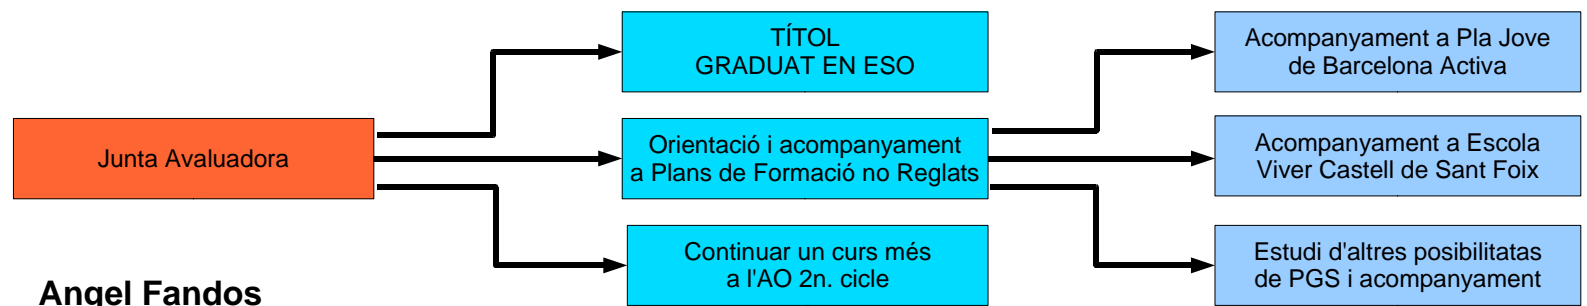 TÍTOL
GRADUAT EN ESO
Acompanyament a Pla Jove
de Barcelona Activa
Junta Avaluadora
Orientació i acompanyament
a Plans de Formació no Reglats
Acompanyament a Escola
Viver Castell de Sant Foix
Continuar un curs més
a l'AO 2n. cicle
Estudi d'altres posibilitatas
de PGS i acompanyament
Angel Fandos